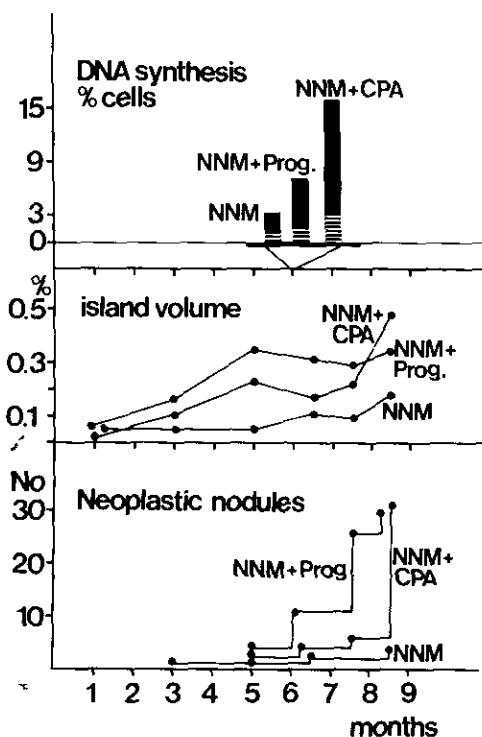 DNA synthesis
% cells
NNM+CPA
15
NNM+Prog.
9
NNM
3
0
%
0.5
island volume
NNM+
CPA
0.3
NNM+
Prog.
NNM
0.1
No
Neoplastic nodules
30
20
NNM+Prog
NNM+
CPA
10
NNM
1 2 3 4 5 6 7 8 9
months